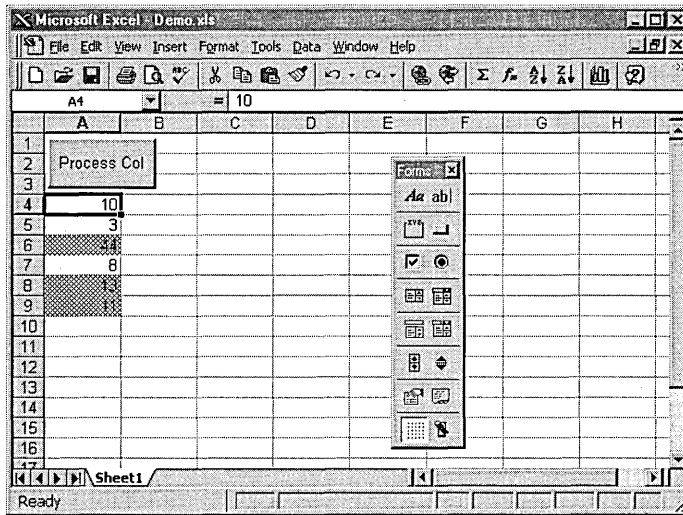 Microsoft Excel - Demo.xls
File Edit View Insert Format Tools Data Window Help
A4 = 10
A B C D E F G H
1
2 Process Col
3
4 10
5 3
6 44
7 8
8 13
9 11
10
11
12
13
14
15
16
17
Forms
Aa ab|
Sheet1
Ready